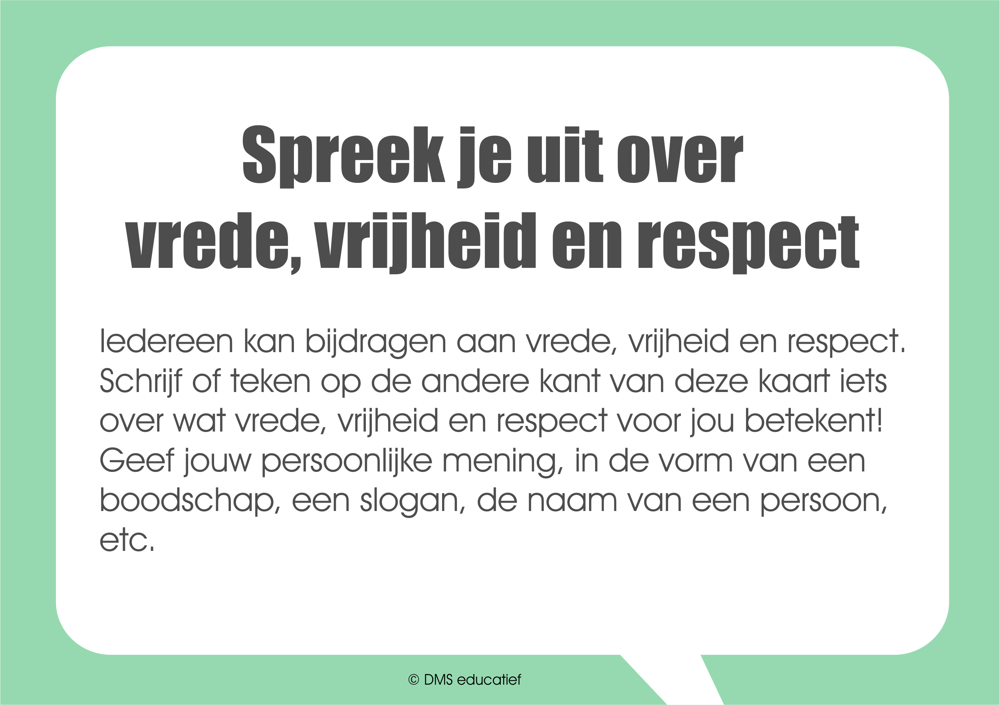 Spreek je uit over
vrede, vrijheid en respect
Iedereen kan bijdragen aan vrede, vrijheid en respect.
Schrijf of teken op de andere kant van deze kaart iets
over wat vrede, vrijheid en respect voor jou betekent!
Geef jouw persoonlijke mening, in de vorm van een
boodschap, een slogan, de naam van een persoon,
etc.
© DMS educatief